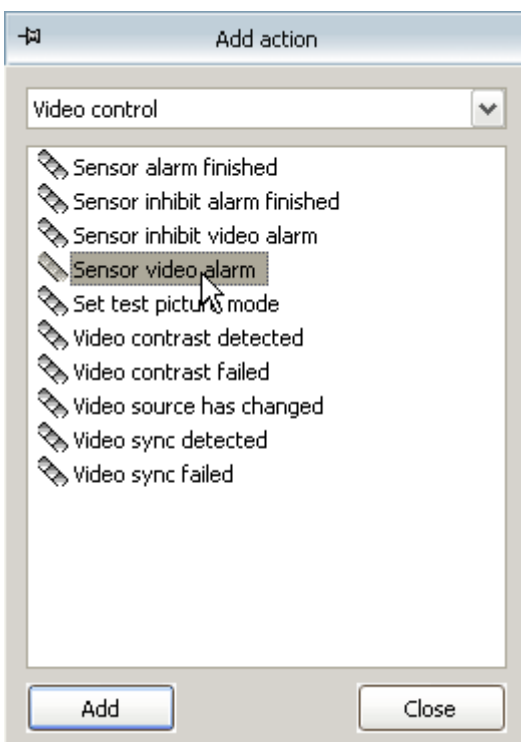 Add action
Video control
Sensor alarm finished
Sensor inhibit alarm finished
Sensor inhibit video alarm
Sensor video alarm
Set test picture mode
Video contrast detected
Video contrast failed
Video source has changed
Video sync detected
Video sync failed
Add
Close